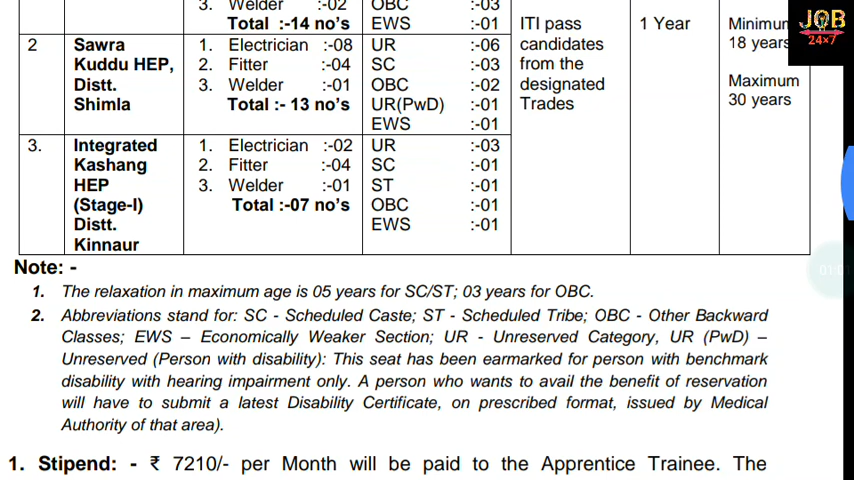 3. Welder :-02 OBC :-03
Total :-14 no's EWS :-01 ITI pass 1 Year Minimum
2 Sawra 1. Electrician :-08 UR :-06 candidates 18 years
Kuddu HEP, 2. Fitter :-04 SC :-03 from the
Distt. 3. Welder :-01 OBC :-02 designated Maximum
Shimla Total :- 13 no's UR(PwD) :-01 Trades 30 years
EWS :-01
3. Integrated 1. Electrician :-02 UR :-03
Kashang 2. Fitter :-04 SC :-01
HEP 3. Welder :-01 ST :-01
(Stage-I) Total :-07 no's OBC :-01
Distt. EWS :-01
Kinnaur
Note: -
1. The relaxation in maximum age is 05 years for SC/ST; 03 years for OBC.
2. Abbreviations stand for: SC - Scheduled Caste; ST - Scheduled Tribe; OBC - Other Backward
Classes; EWS – Economically Weaker Section; UR - Unreserved Category, UR (PwD) –
Unreserved (Person with disability): This seat has been earmarked for person with benchmark
disability with hearing impairment only. A person who wants to avail the benefit of reservation
will have to submit a latest Disability Certificate, on prescribed format, issued by Medical
Authority of that area).
1. Stipend: - ₹ 7210/- per Month will be paid to the Apprentice Trainee. The
JOB
24×7